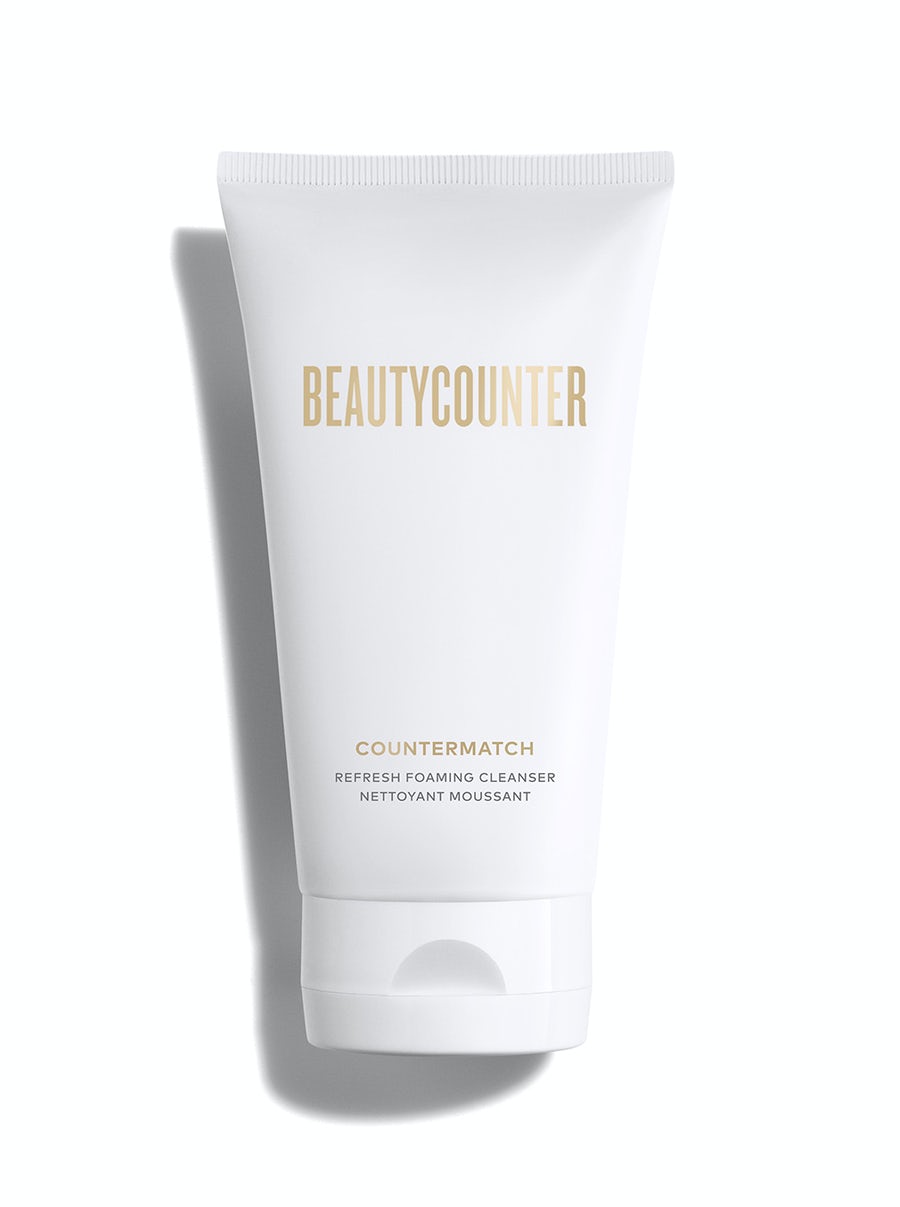 BEAUTYCOUNTER
COUNTERMATCH
REFRESH FOAMING CLEANSER
NETTOYANT MOUSSANT